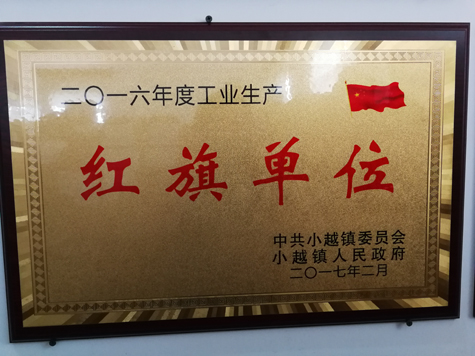 二〇一六年度工业生产
红旗单位
中共小越镇委员会
小越镇人民政府
二〇一七年二月